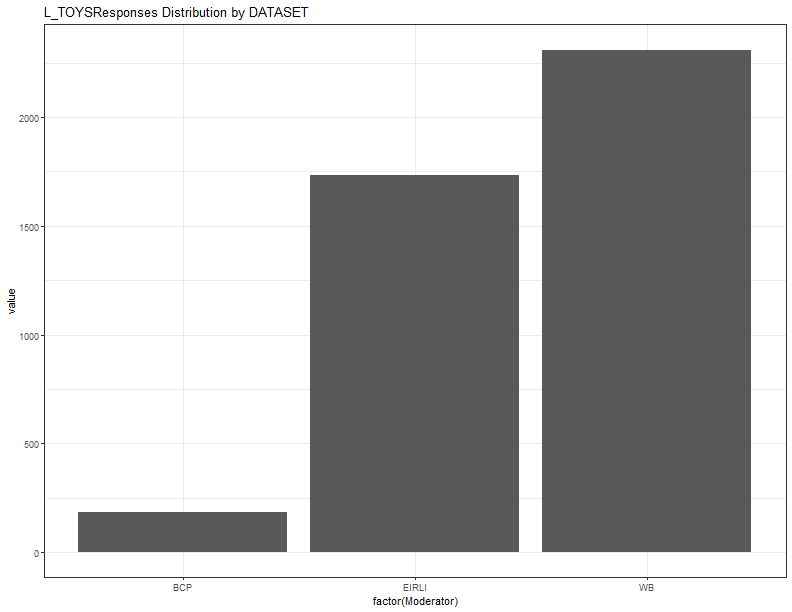 L_TOYSResponses Distribution by DATASET
2000
1500
1000
500
0
value
BCP
EIRLI
WB
factor(Moderator)